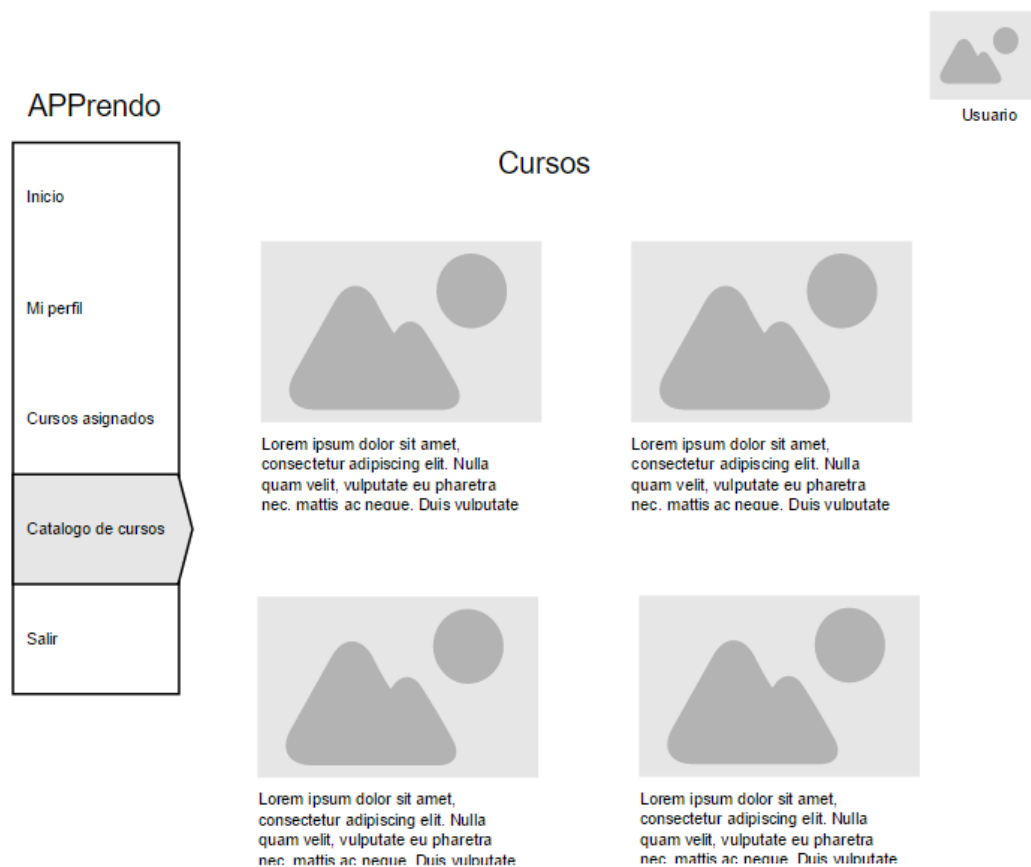 Usuario
APPrendo
Cursos
Inicio
Mi perfil
Cursos asignados
Catalogo de cursos
Salir
Lorem ipsum dolor sit amet,
consectetur adipiscing elit. Nulla
quam velit, vulputate eu pharetra
nec, mattis ac neque. Duis vulputate
Lorem ipsum dolor sit amet,
consectetur adipiscing elit. Nulla
quam velit, vulputate eu pharetra
nec, mattis ac neque. Duis vulputate
Lorem ipsum dolor sit amet,
consectetur adipiscing elit. Nulla
quam velit, vulputate eu pharetra
nec, mattis ac neque. Duis vulputate
Lorem ipsum dolor sit amet,
consectetur adipiscing elit. Nulla
quam velit, vulputate eu pharetra
nec, mattis ac neque. Duis vulputate